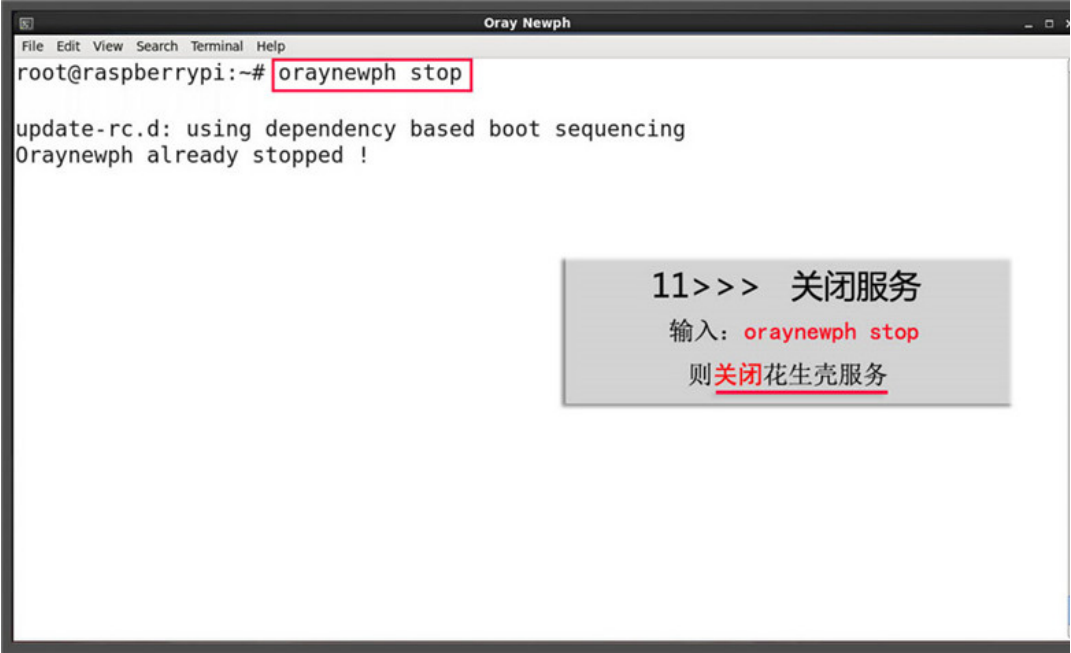 Oray Newph
File Edit View Search Terminal Help
root@raspberrypi:~# oraynewph stop
update-rc.d: using dependency based boot sequencing
Oraynewph already stopped !
11>>> 关闭服务
输入：oraynewph stop
则关闭花生壳服务